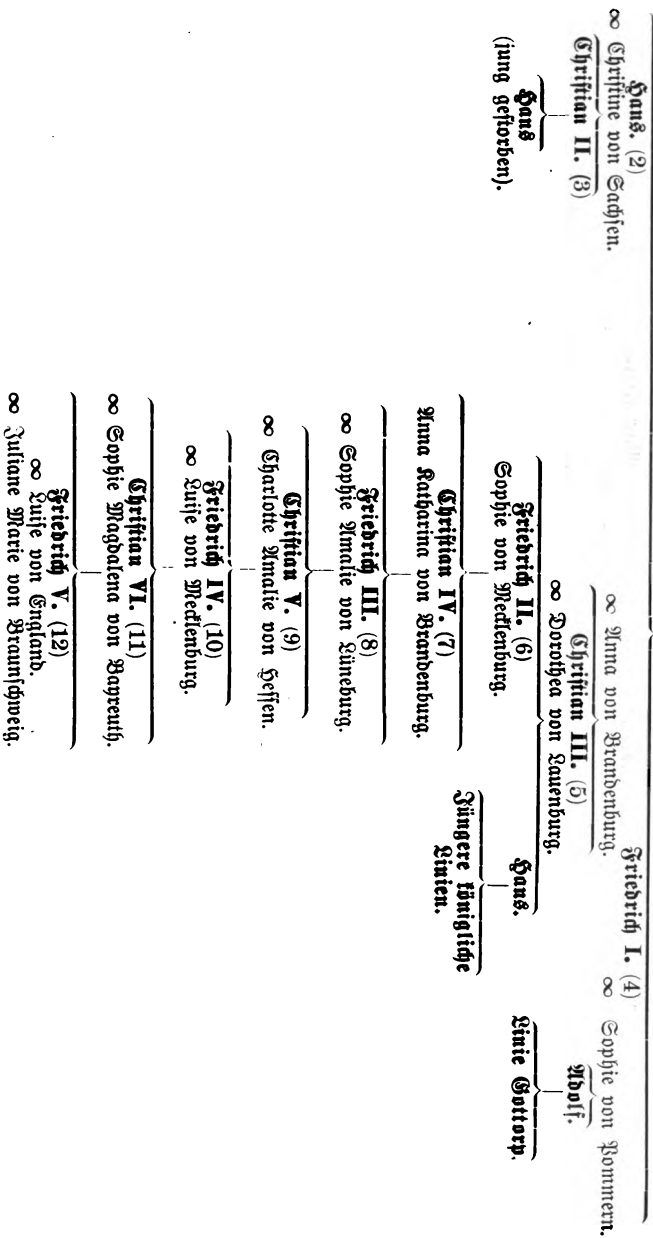 Hans. (2)
∞ Christine von Sachsen.
Christian II. (3)
Hans
(jung gestorben).
Friedrich I. (4)
∞ Anna von Brandenburg.
∞ Sophie von Pommern.
Christian III. (5)
∞ Dorothea von Lauenburg.
Adolf.
Linie Gottorp.
Friedrich II. (6)
Sophie von Mecklenburg.
Hans.
Jüngere königliche
Linien.
Christian IV. (7)
Anna Katharina von Brandenburg.
Friedrich III. (8)
∞ Sophie Amalie von Lüneburg.
Christian V. (9)
∞ Charlotte Amalie von Hessen.
Friedrich IV. (10)
∞ Luise von Mecklenburg.
Christian VI. (11)
∞ Sophie Magdalena von Bayreuth.
Friedrich V. (12)
∞ Luise von England.
∞ Juliane Marie von Braunschweig.